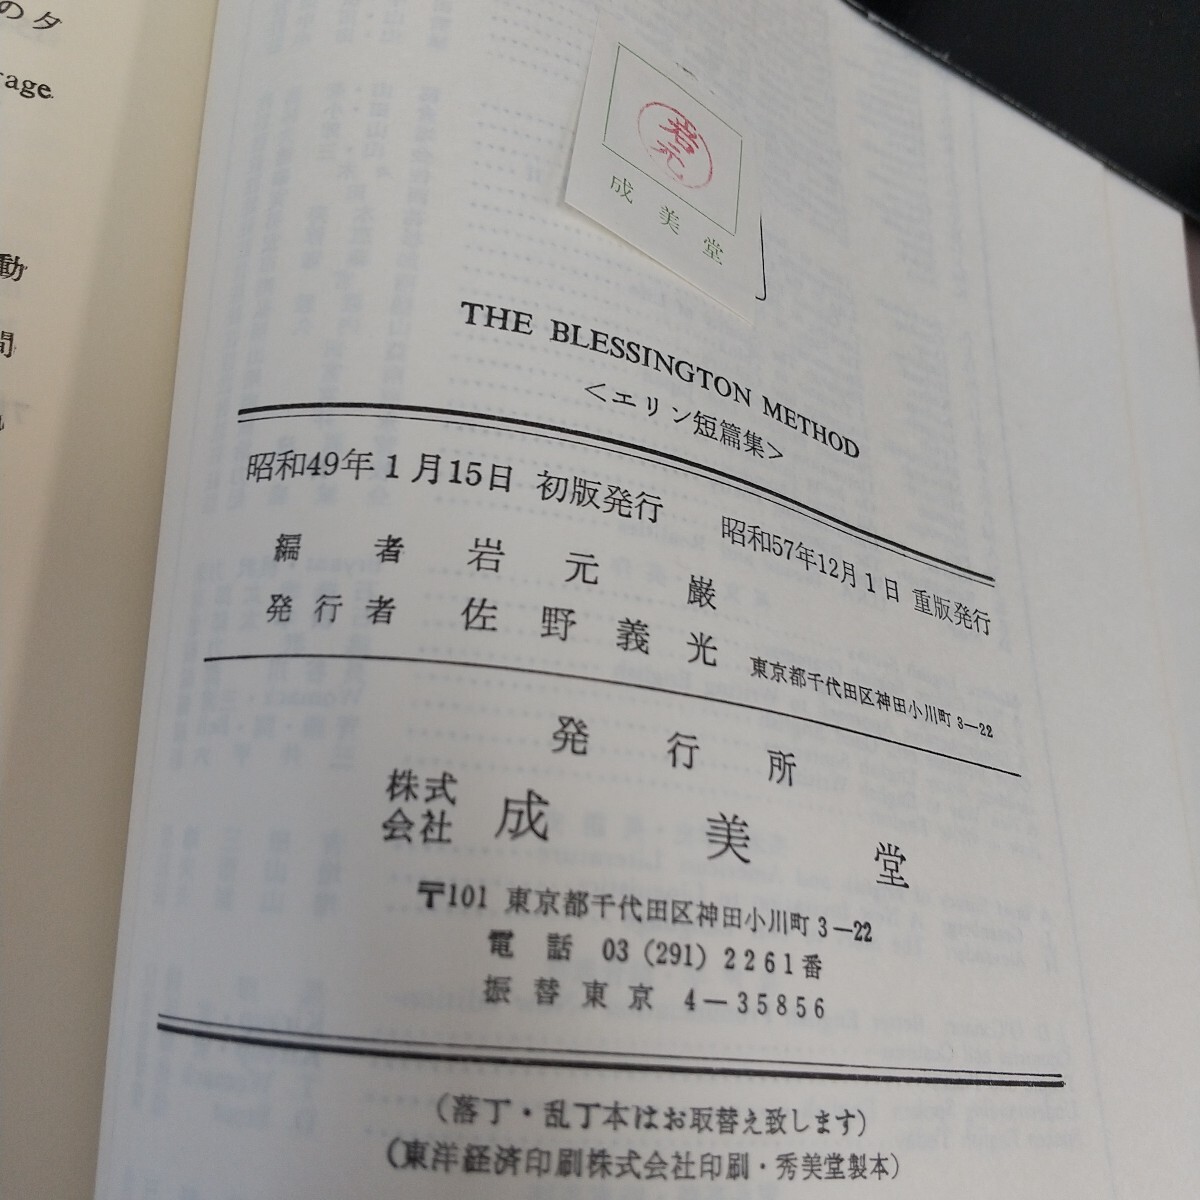 のタ
rage.
動
間
岩元
成美堂
THE BLESSINGTON METHOD
<エリン短篇集>
昭和49年1月15日 初版発行 昭和57年12月1日 重版発行
編者 岩元巌
発行者 佐野義光
東京都千代田区神田小川町3―22
発行所
株式会社 成美堂
〒101 東京都千代田区神田小川町3―22
電話 03(291)2261番
振替東京 4―35856
(落丁・乱丁本はお取替え致します)
(東洋経済印刷株式会社印刷・秀美堂製本)